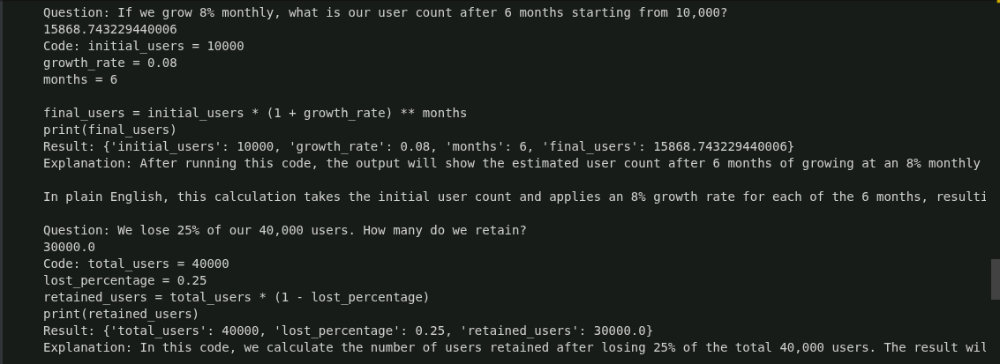 Question: If we grow 8% monthly, what is our user count after 6 months starting from 10,000?
15868.743229440006
Code: initial_users = 10000
growth_rate = 0.08
months = 6
final_users = initial_users * (1 + growth_rate) ** months
print(final_users)
Result: {'initial_users': 10000, 'growth_rate': 0.08, 'months': 6, 'final_users': 15868.743229440006}
Explanation: After running this code, the output will show the estimated user count after 6 months of growing at an 8% monthly
In plain English, this calculation takes the initial user count and applies an 8% growth rate for each of the 6 months, resulti
Question: We lose 25% of our 40,000 users. How many do we retain?
30000.0
Code: total_users = 40000
lost_percentage = 0.25
retained_users = total_users * (1 - lost_percentage)
print(retained_users)
Result: {'total_users': 40000, 'lost_percentage': 0.25, 'retained_users': 30000.0}
Explanation: In this code, we calculate the number of users retained after losing 25% of the total 40,000 users. The result wil